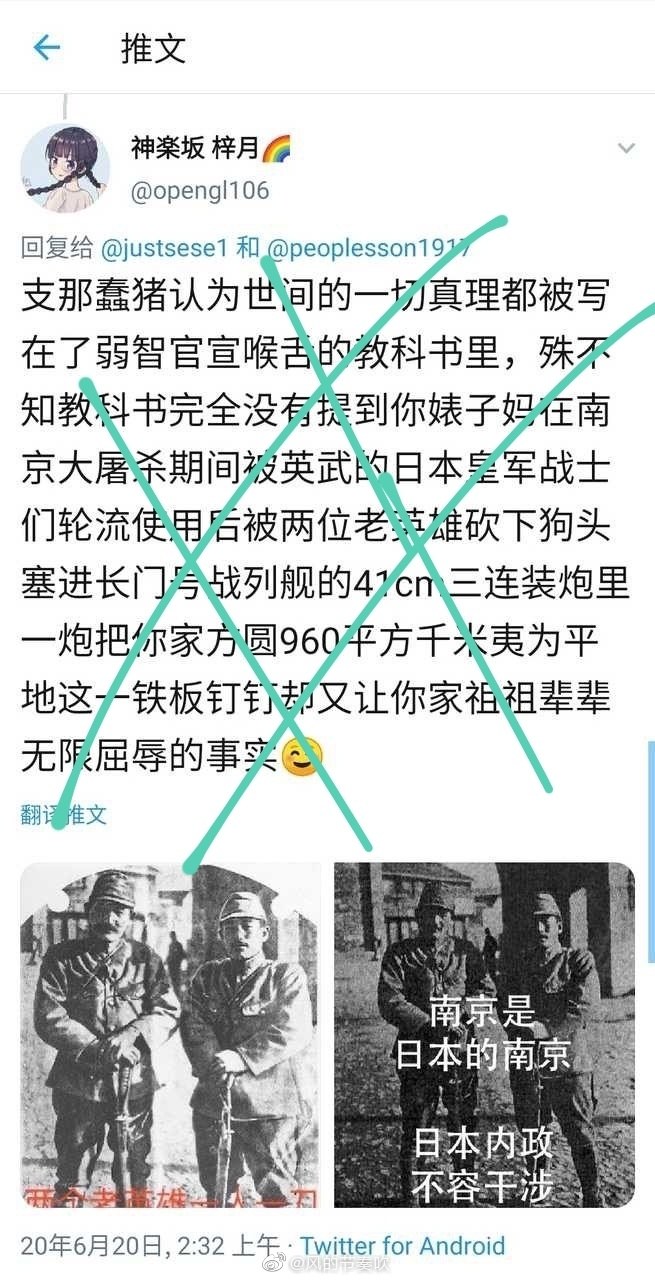 推文
神楽坂 梓月🌈
@opengl106
回复给 @justsese1 和 @peoplesson1917
支那蠢猪认为世间的一切真理都被写
在了弱智官宣喉舌的教科书里，殊不
知教科书完全没有提到你婊子妈在南
京大屠杀期间被英武的日本皇军战士
们轮流使用后被两位老英雄砍下狗头
塞进长门号战列舰的41cm三连装炮里
一炮把你家方圆960平方千米夷为平
地这一铁板钉钉却又让你家祖祖辈辈
无限屈辱的事实☺️
翻译推文
两个老英雄一人一刀
南京是
日本的南京
日本内政
不容干涉
20年6月20日, 2:32 上午 · Twitter for Android
@风的节奏吹